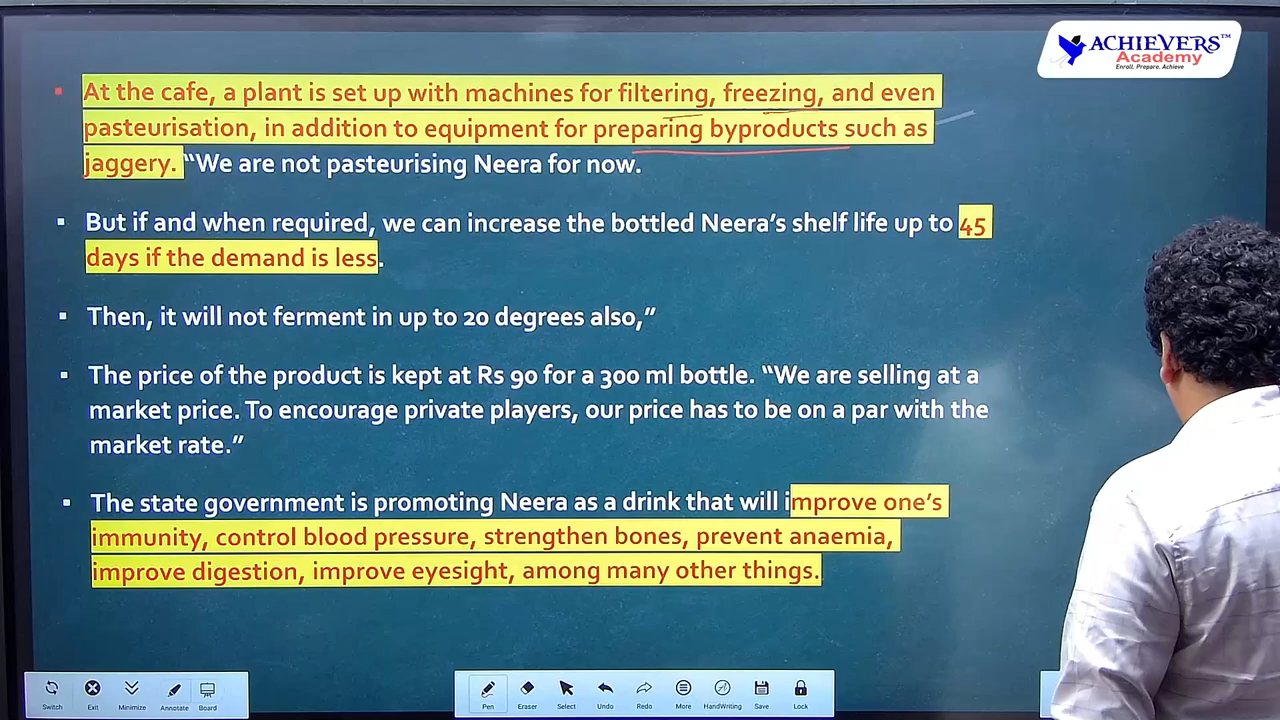 ACHIEVERS™
Academy
Enroll. Prepare. Achieve
▪ At the cafe, a plant is set up with machines for filtering, freezing, and even
pasteurisation, in addition to equipment for preparing byproducts such as
jaggery. “We are not pasteurising Neera for now.
▪ But if and when required, we can increase the bottled Neera’s shelf life up to 45
days if the demand is less.
▪ Then, it will not ferment in up to 20 degrees also,”
▪ The price of the product is kept at Rs 90 for a 300 ml bottle. “We are selling at a
market price. To encourage private players, our price has to be on a par with the
market rate.”
▪ The state government is promoting Neera as a drink that will improve one’s
immunity, control blood pressure, strengthen bones, prevent anaemia,
improve digestion, improve eyesight, among many other things.
Switch Exit Minimize Annotate Board Pen Eraser Select Undo Redo More HandWriting Save Lock